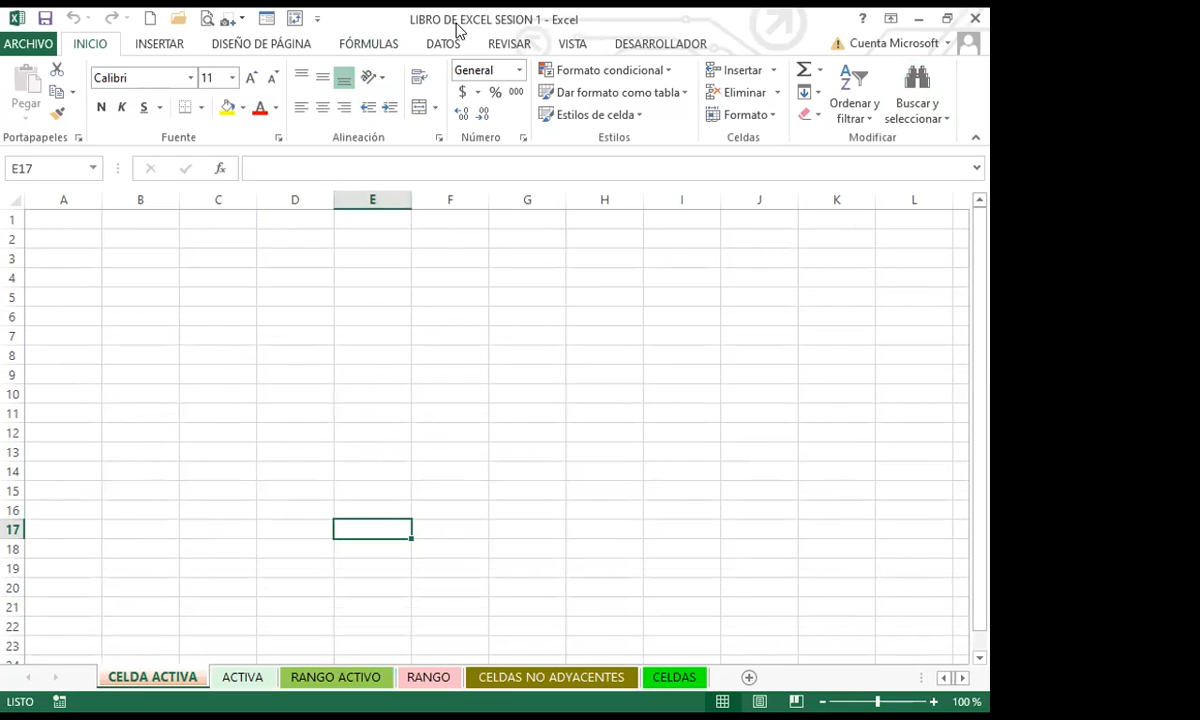 LIBRO DE EXCEL SESION 1 - Excel
?
ARCHIVO INICIO INSERTAR DISEÑO DE PÁGINA FÓRMULAS DATOS REVISAR VISTA DESARROLLADOR Cuenta Microsoft
Calibri 11 General Formato condicional Insertar
Pegar $ % 000 Dar formato como tabla Eliminar Ordenar y filtrar Buscar y seleccionar
N K S A Estilos de celda Formato
Portapapeles Fuente Alineación Número Estilos Celdas Modificar
E17 fx
A B C D E F G H I J K L
1
2
3
4
5
6
7
8
9
10
11
12
13
14
15
16
17
18
19
20
21
22
23
CELDA ACTIVA ACTIVA RANGO ACTIVO RANGO CELDAS NO ADYACENTES CELDAS
LISTO 100 %